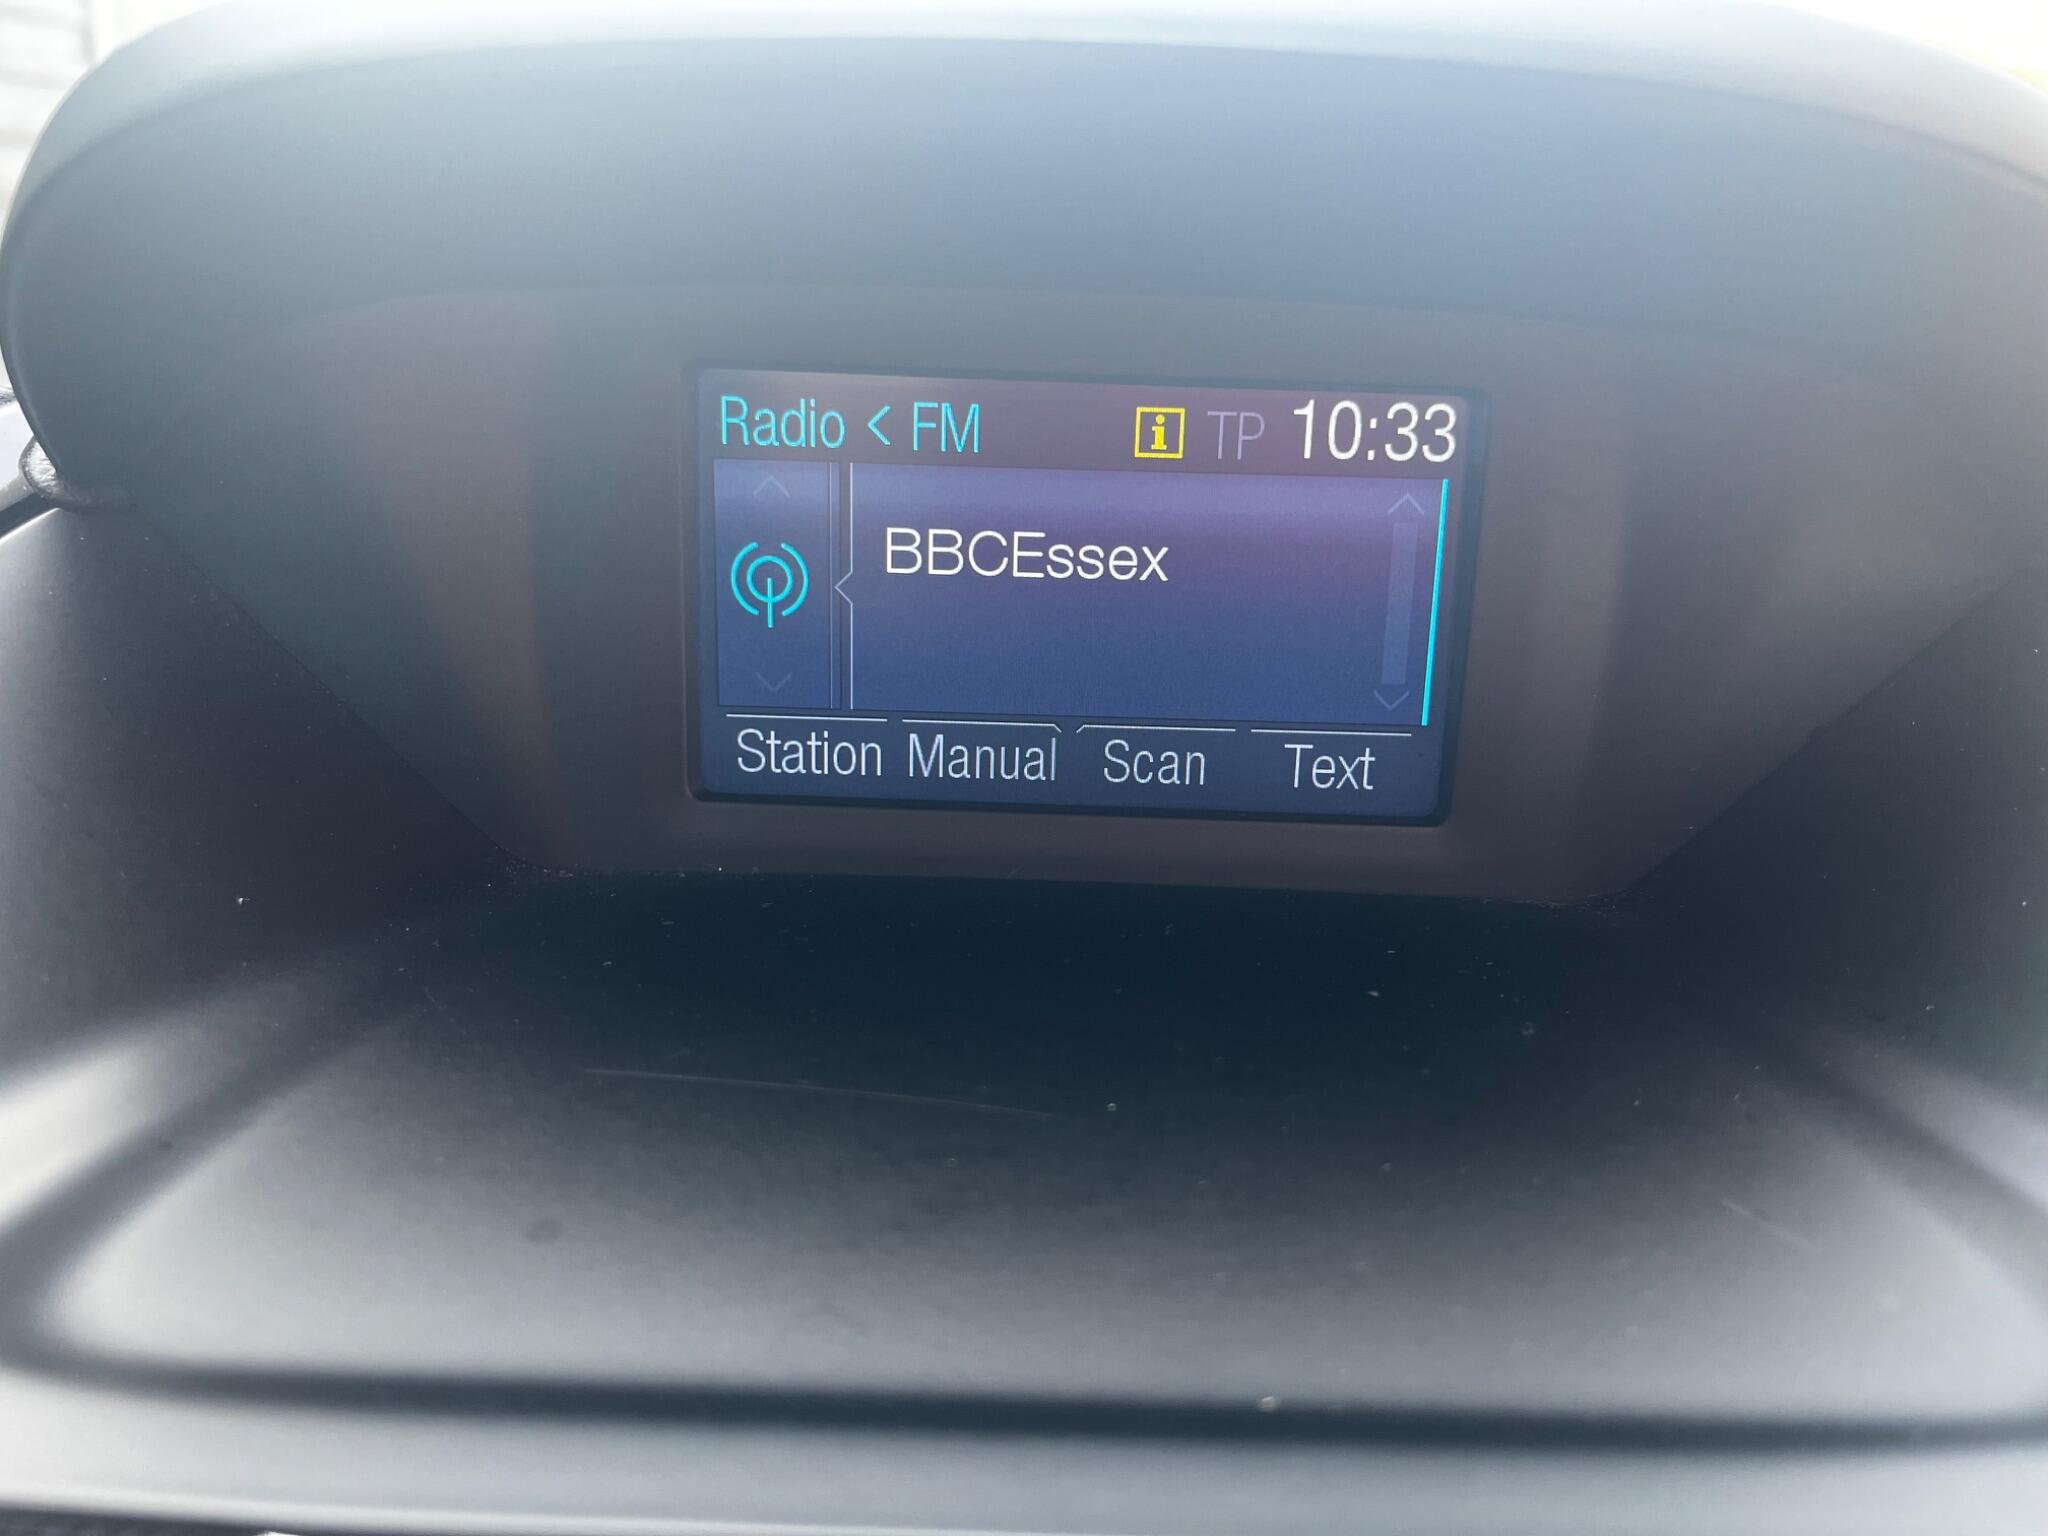 Radio < FM i TP 10:33
BBCEssex
Station Manual Scan Text